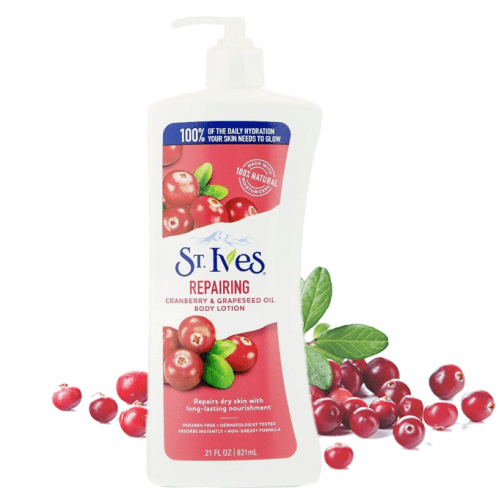 100% OF THE DAILY HYDRATION
YOUR SKIN NEEDS TO GLOW
MADE WITH
100% NATURAL
MOISTURIZERS
ST. IVES
REPAIRING
CRANBERRY & GRAPESEED OIL
BODY LOTION
Repairs dry skin with
long-lasting nourishment
PARABEN FREE • DERMATOLOGIST TESTED
ABSORBS INSTANTLY • NON-GREASY FORMULA
21 FL OZ | 621mL